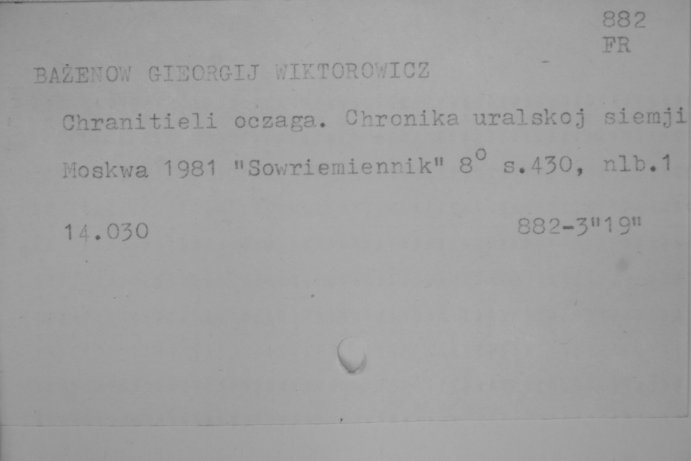 882
FR
BAŻENOW GIEORGIJ WIKTOROWICZ
Chranitieli oczaga. Chronika uralskoj siemji
Moskwa 1981 "Sowriemiennik" 8° s.430, nlb.1
14.030 882-3"19"